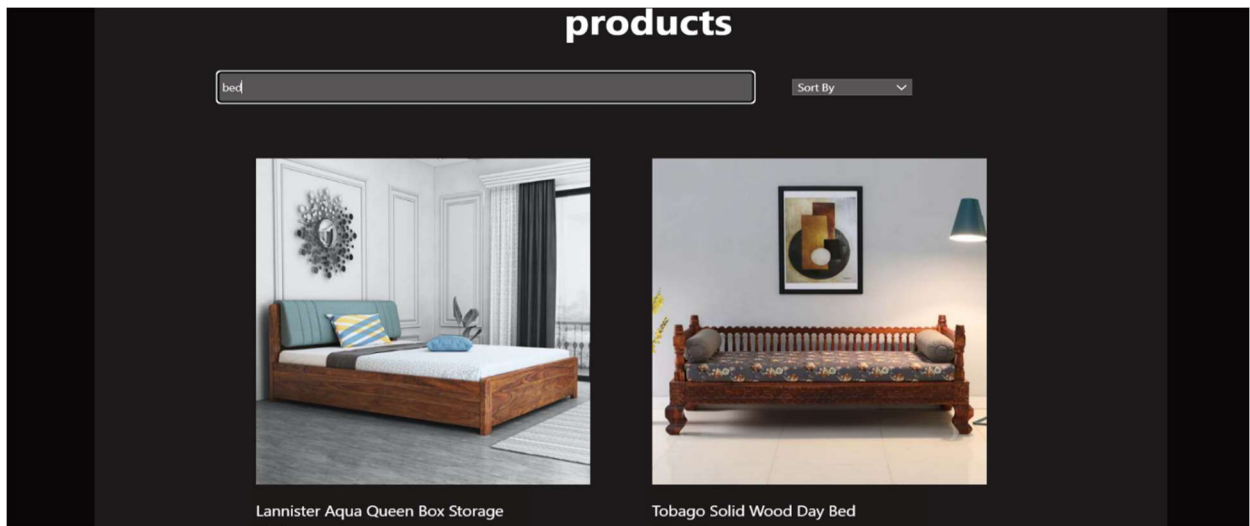 products
bed
Sort By
Lannister Aqua Queen Box Storage
Tobago Solid Wood Day Bed